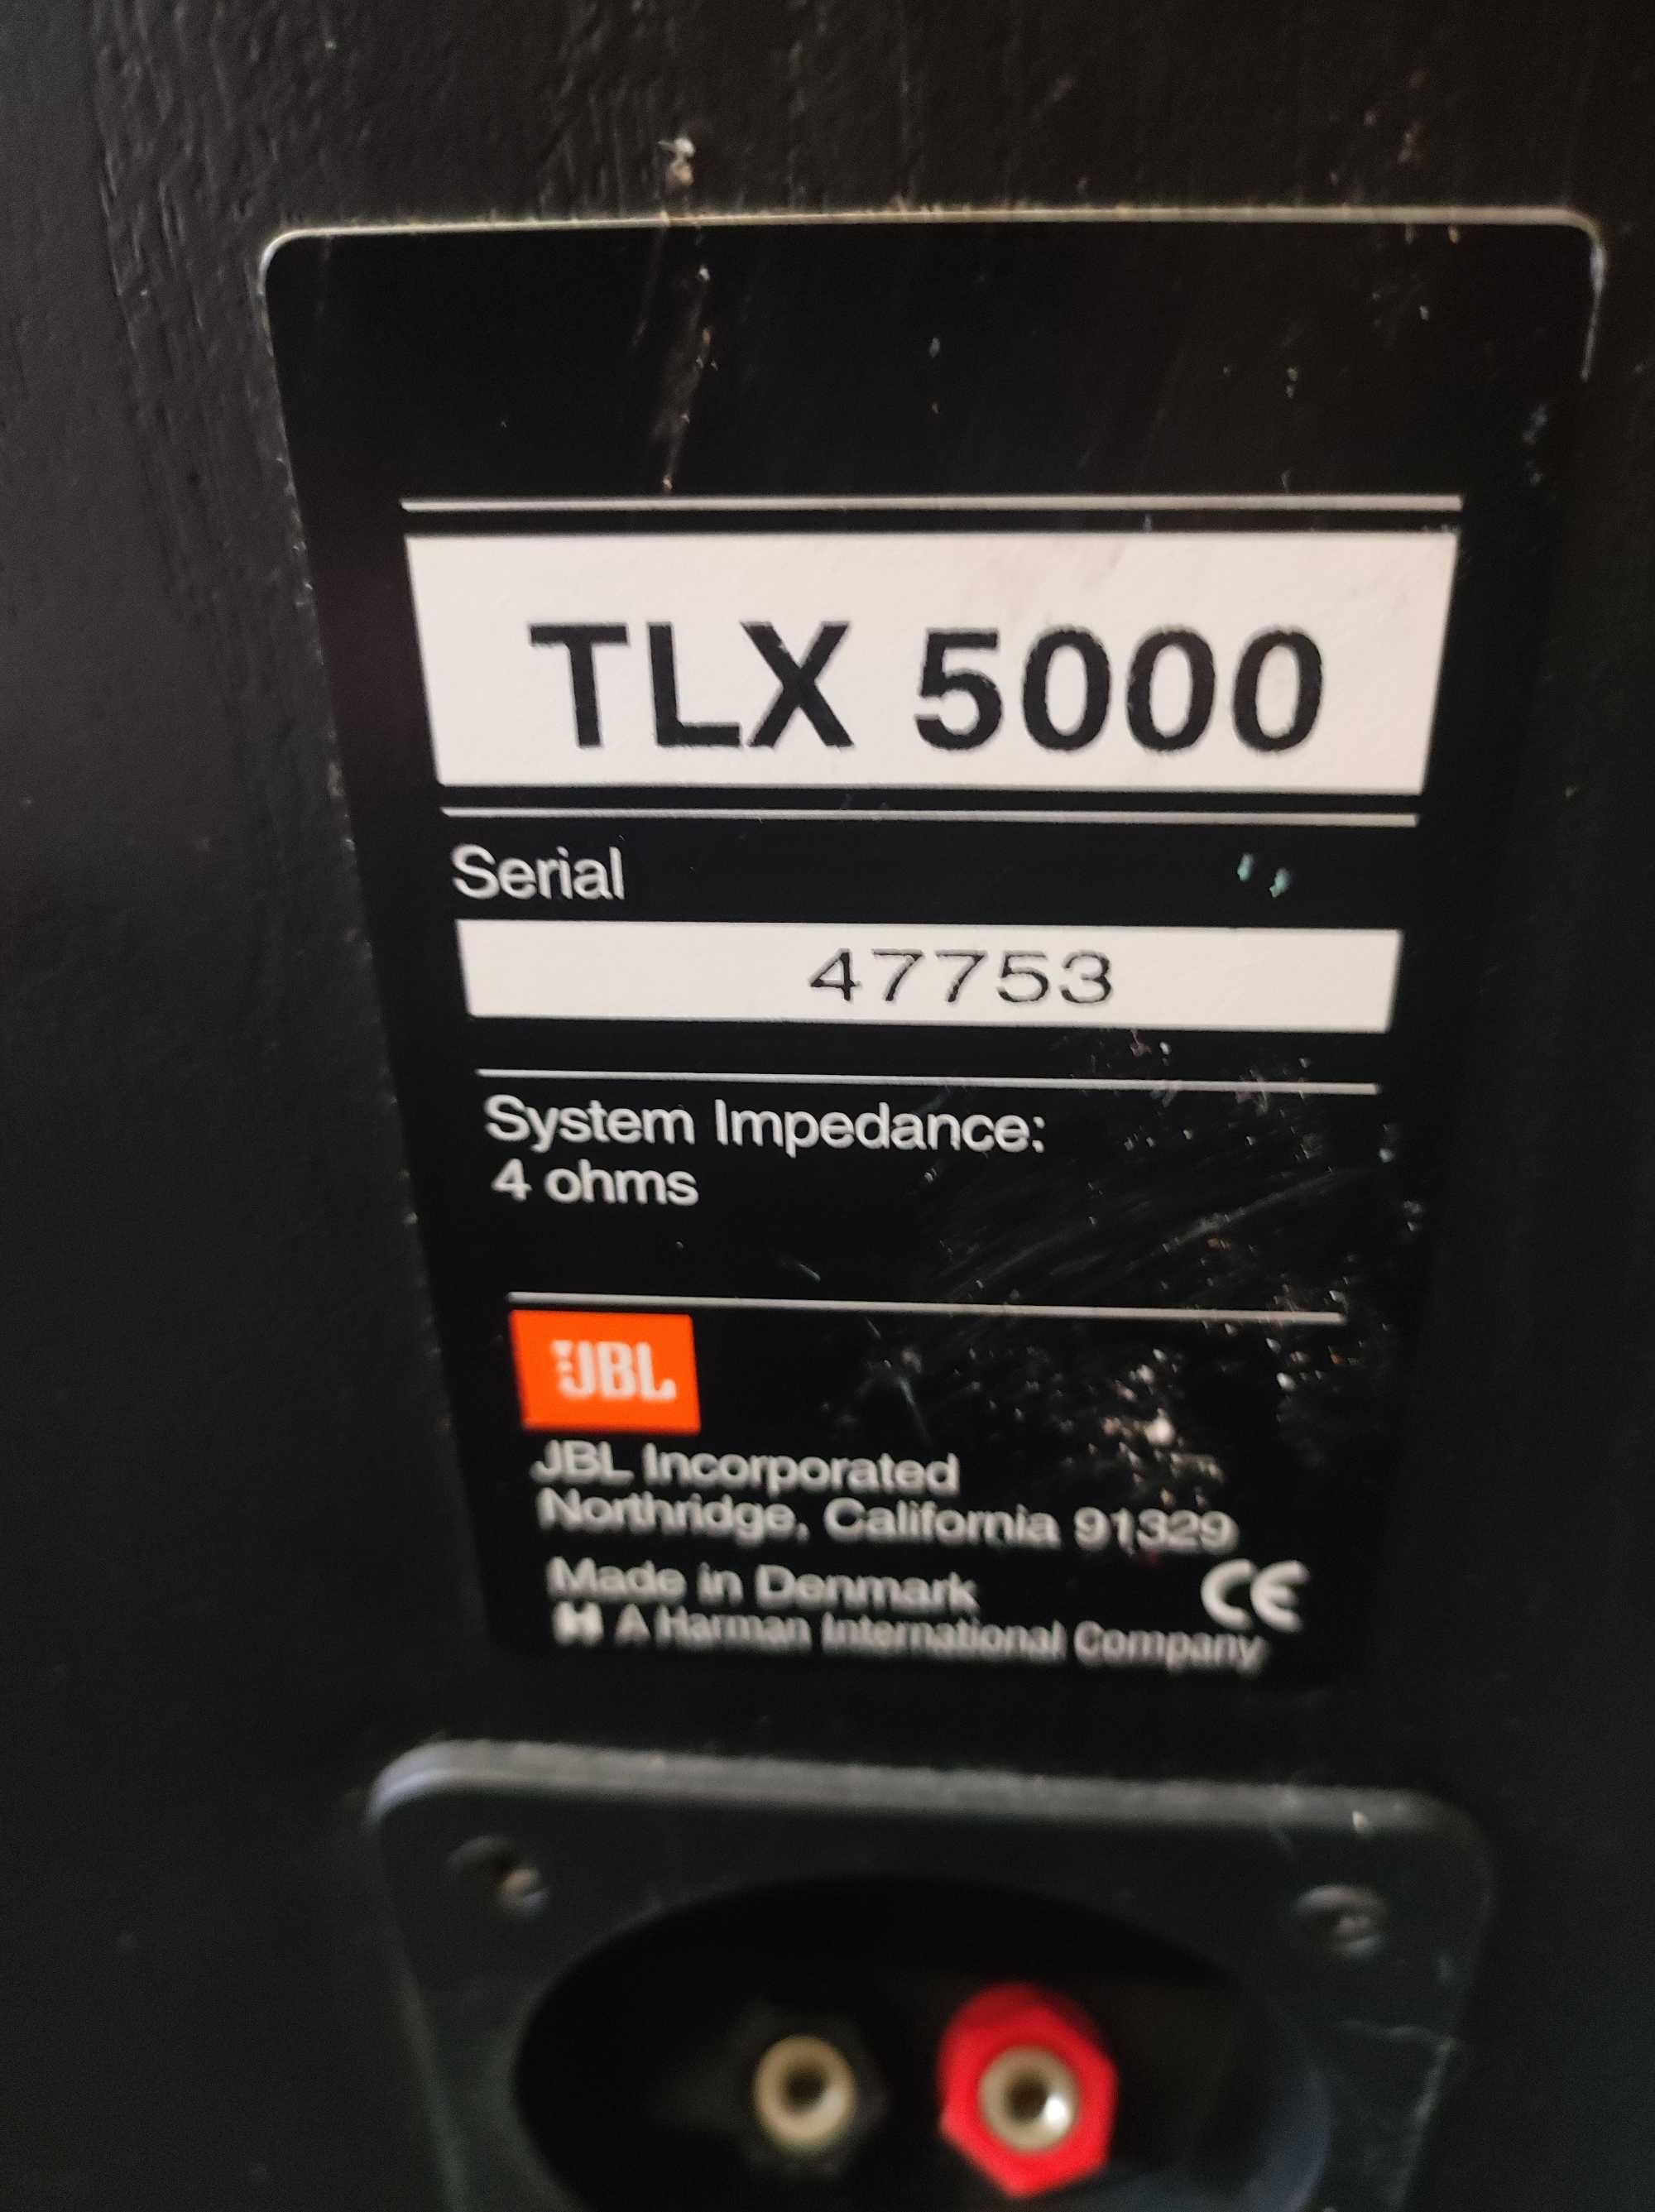 TLX 5000
Serial
47753
System Impedance:
4 ohms
JBL
JBL Incorporated
Northridge, California 91329
Made in Denmark CE
A Harman International Company